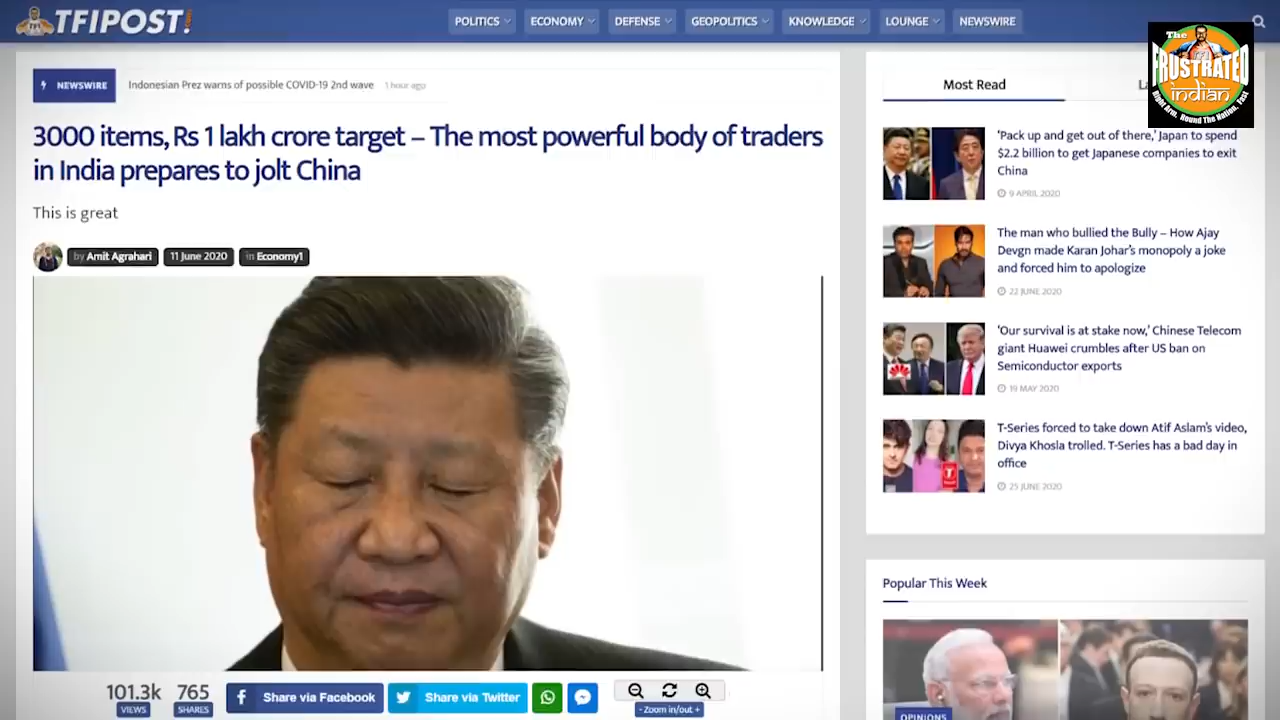 TFIPOST!
POLITICS
ECONOMY
DEFENSE
GEOPOLITICS
KNOWLEDGE
LOUNGE
NEWSWIRE
The
FRUSTRATED
indian
Right Arm, Round The Nation, Fast
NEWSWIRE
Indonesian Prez warns of possible COVID-19 2nd wave 1 hour ago
3000 items, Rs 1 lakh crore target – The most powerful body of traders
in India prepares to jolt China
This is great
by Amit Agrahari
11 June 2020
in Economy1
101.3k
VIEWS
765
SHARES
Share via Facebook
Share via Twitter
- Zoom in/out +
Most Read
‘Pack up and get out of there,’ Japan to spend
$2.2 billion to get Japanese companies to exit
China
9 APRIL 2020
The man who bullied the Bully – How Ajay
Devgn made Karan Johar’s monopoly a joke
and forced him to apologize
22 JUNE 2020
‘Our survival is at stake now,’ Chinese Telecom
giant Huawei crumbles after US ban on
Semiconductor exports
19 MAY 2020
T-Series forced to take down Atif Aslam’s video,
Divya Khosla trolled. T-Series has a bad day in
office
25 JUNE 2020
Popular This Week
OPINIONS